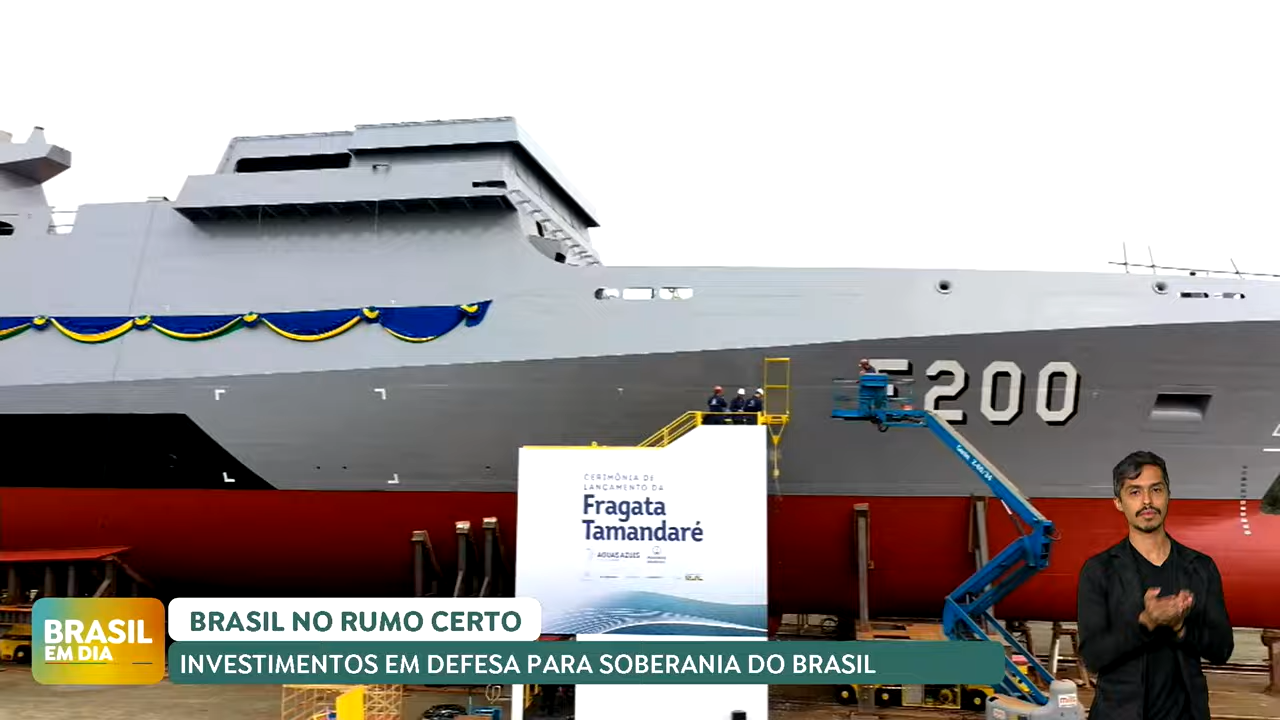 F200
CERIMÔNIA DE
LANÇAMENTO DA
Fragata
Tamandaré
ÁGUAS AZUIS
BRASIL
EM DIA
BRASIL NO RUMO CERTO
INVESTIMENTOS EM DEFESA PARA SOBERANIA DO BRASIL